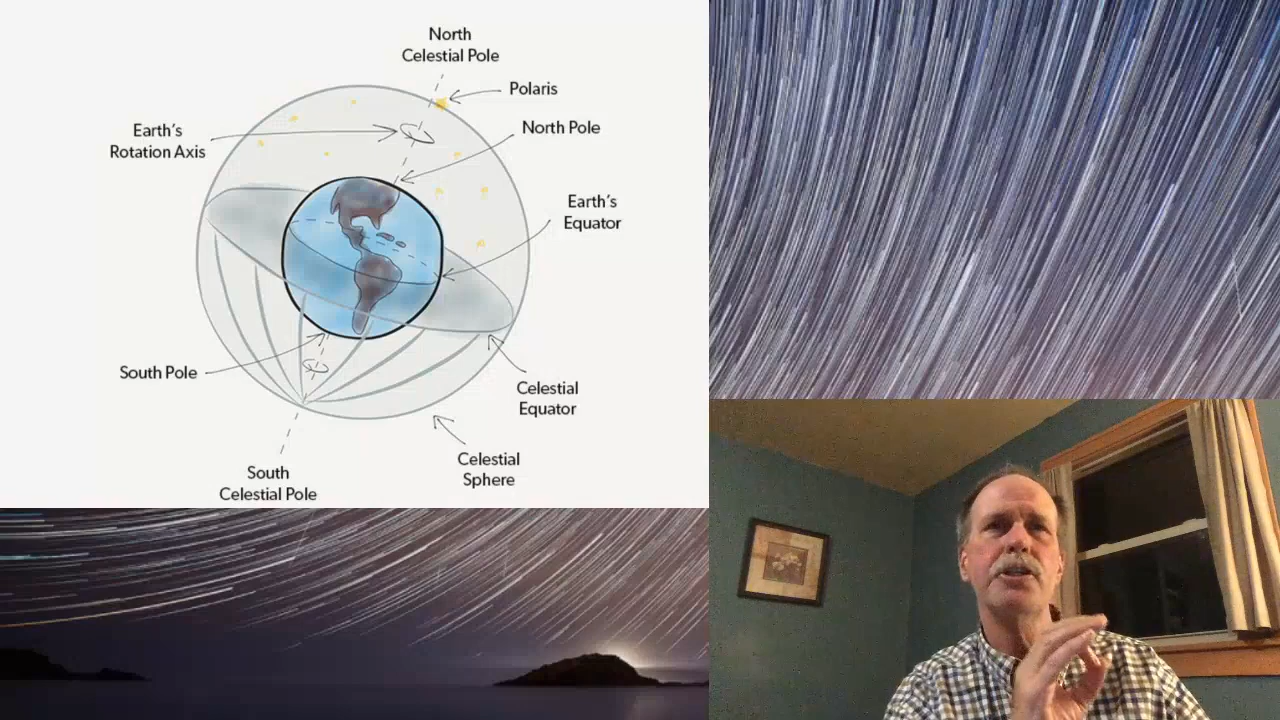 North
Celestial Pole
Polaris
North Pole
Earth's
Rotation Axis
Earth's
Equator
South Pole
Celestial
Equator
Celestial
Sphere
South
Celestial Pole